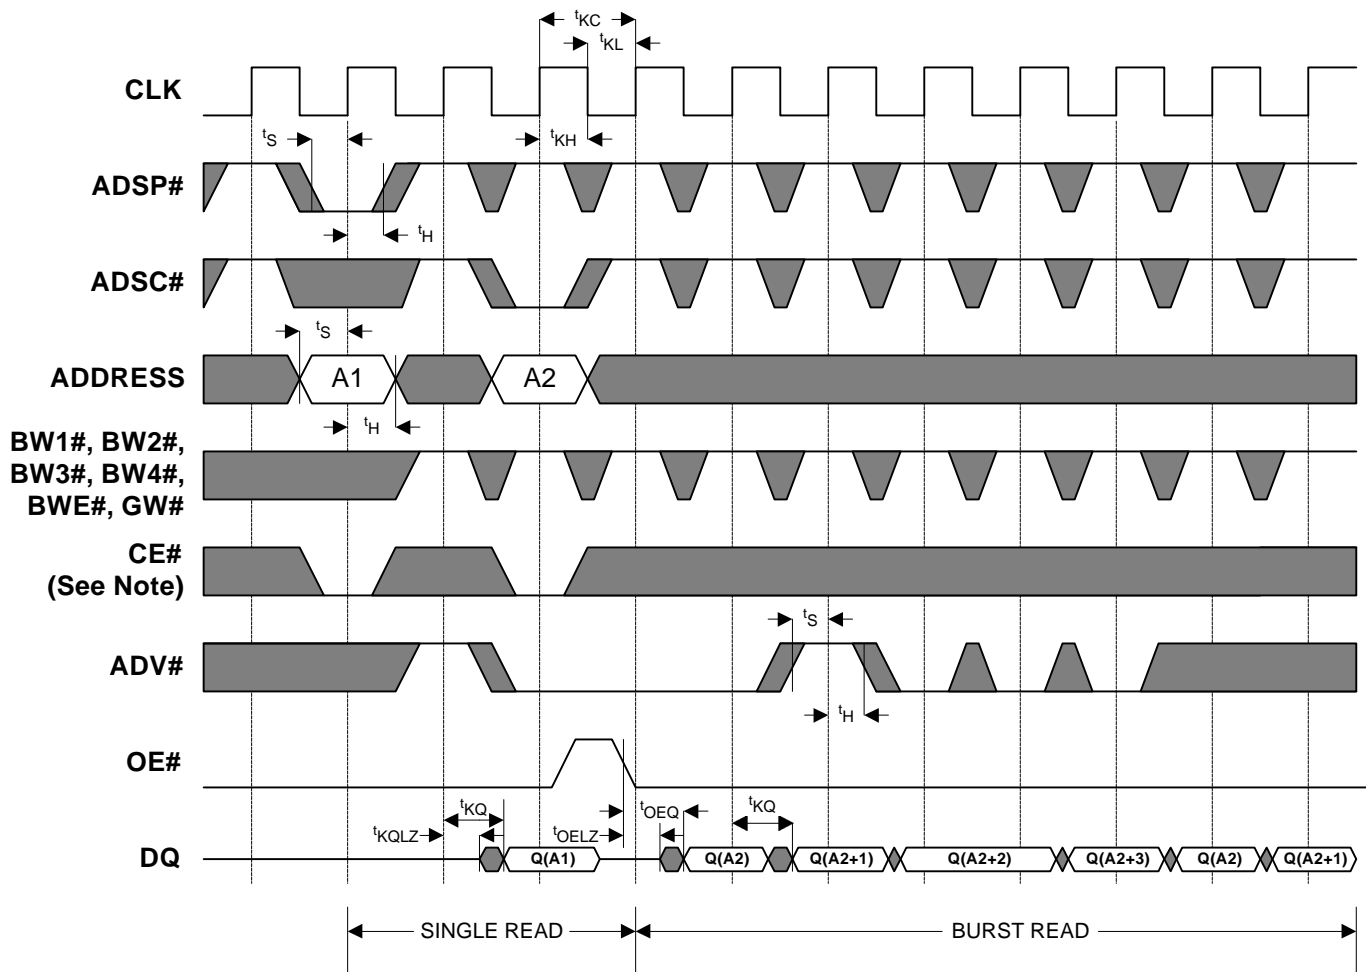 tKC
tKL
CLK
tS
tKH
ADSP#
tH
ADSC#
tS
ADDRESS
A1
A2
tH
BW1#, BW2#,
BW3#, BW4#,
BWE#, GW#
CE#
(See Note)
tS
ADV#
tH
OE#
tKQ
tOEQ
tKQ
tKQLZ
tOELZ
DQ
Q(A1)
Q(A2)
Q(A2+1)
Q(A2+2)
Q(A2+3)
Q(A2)
Q(A2+1)
SINGLE READ
BURST READ